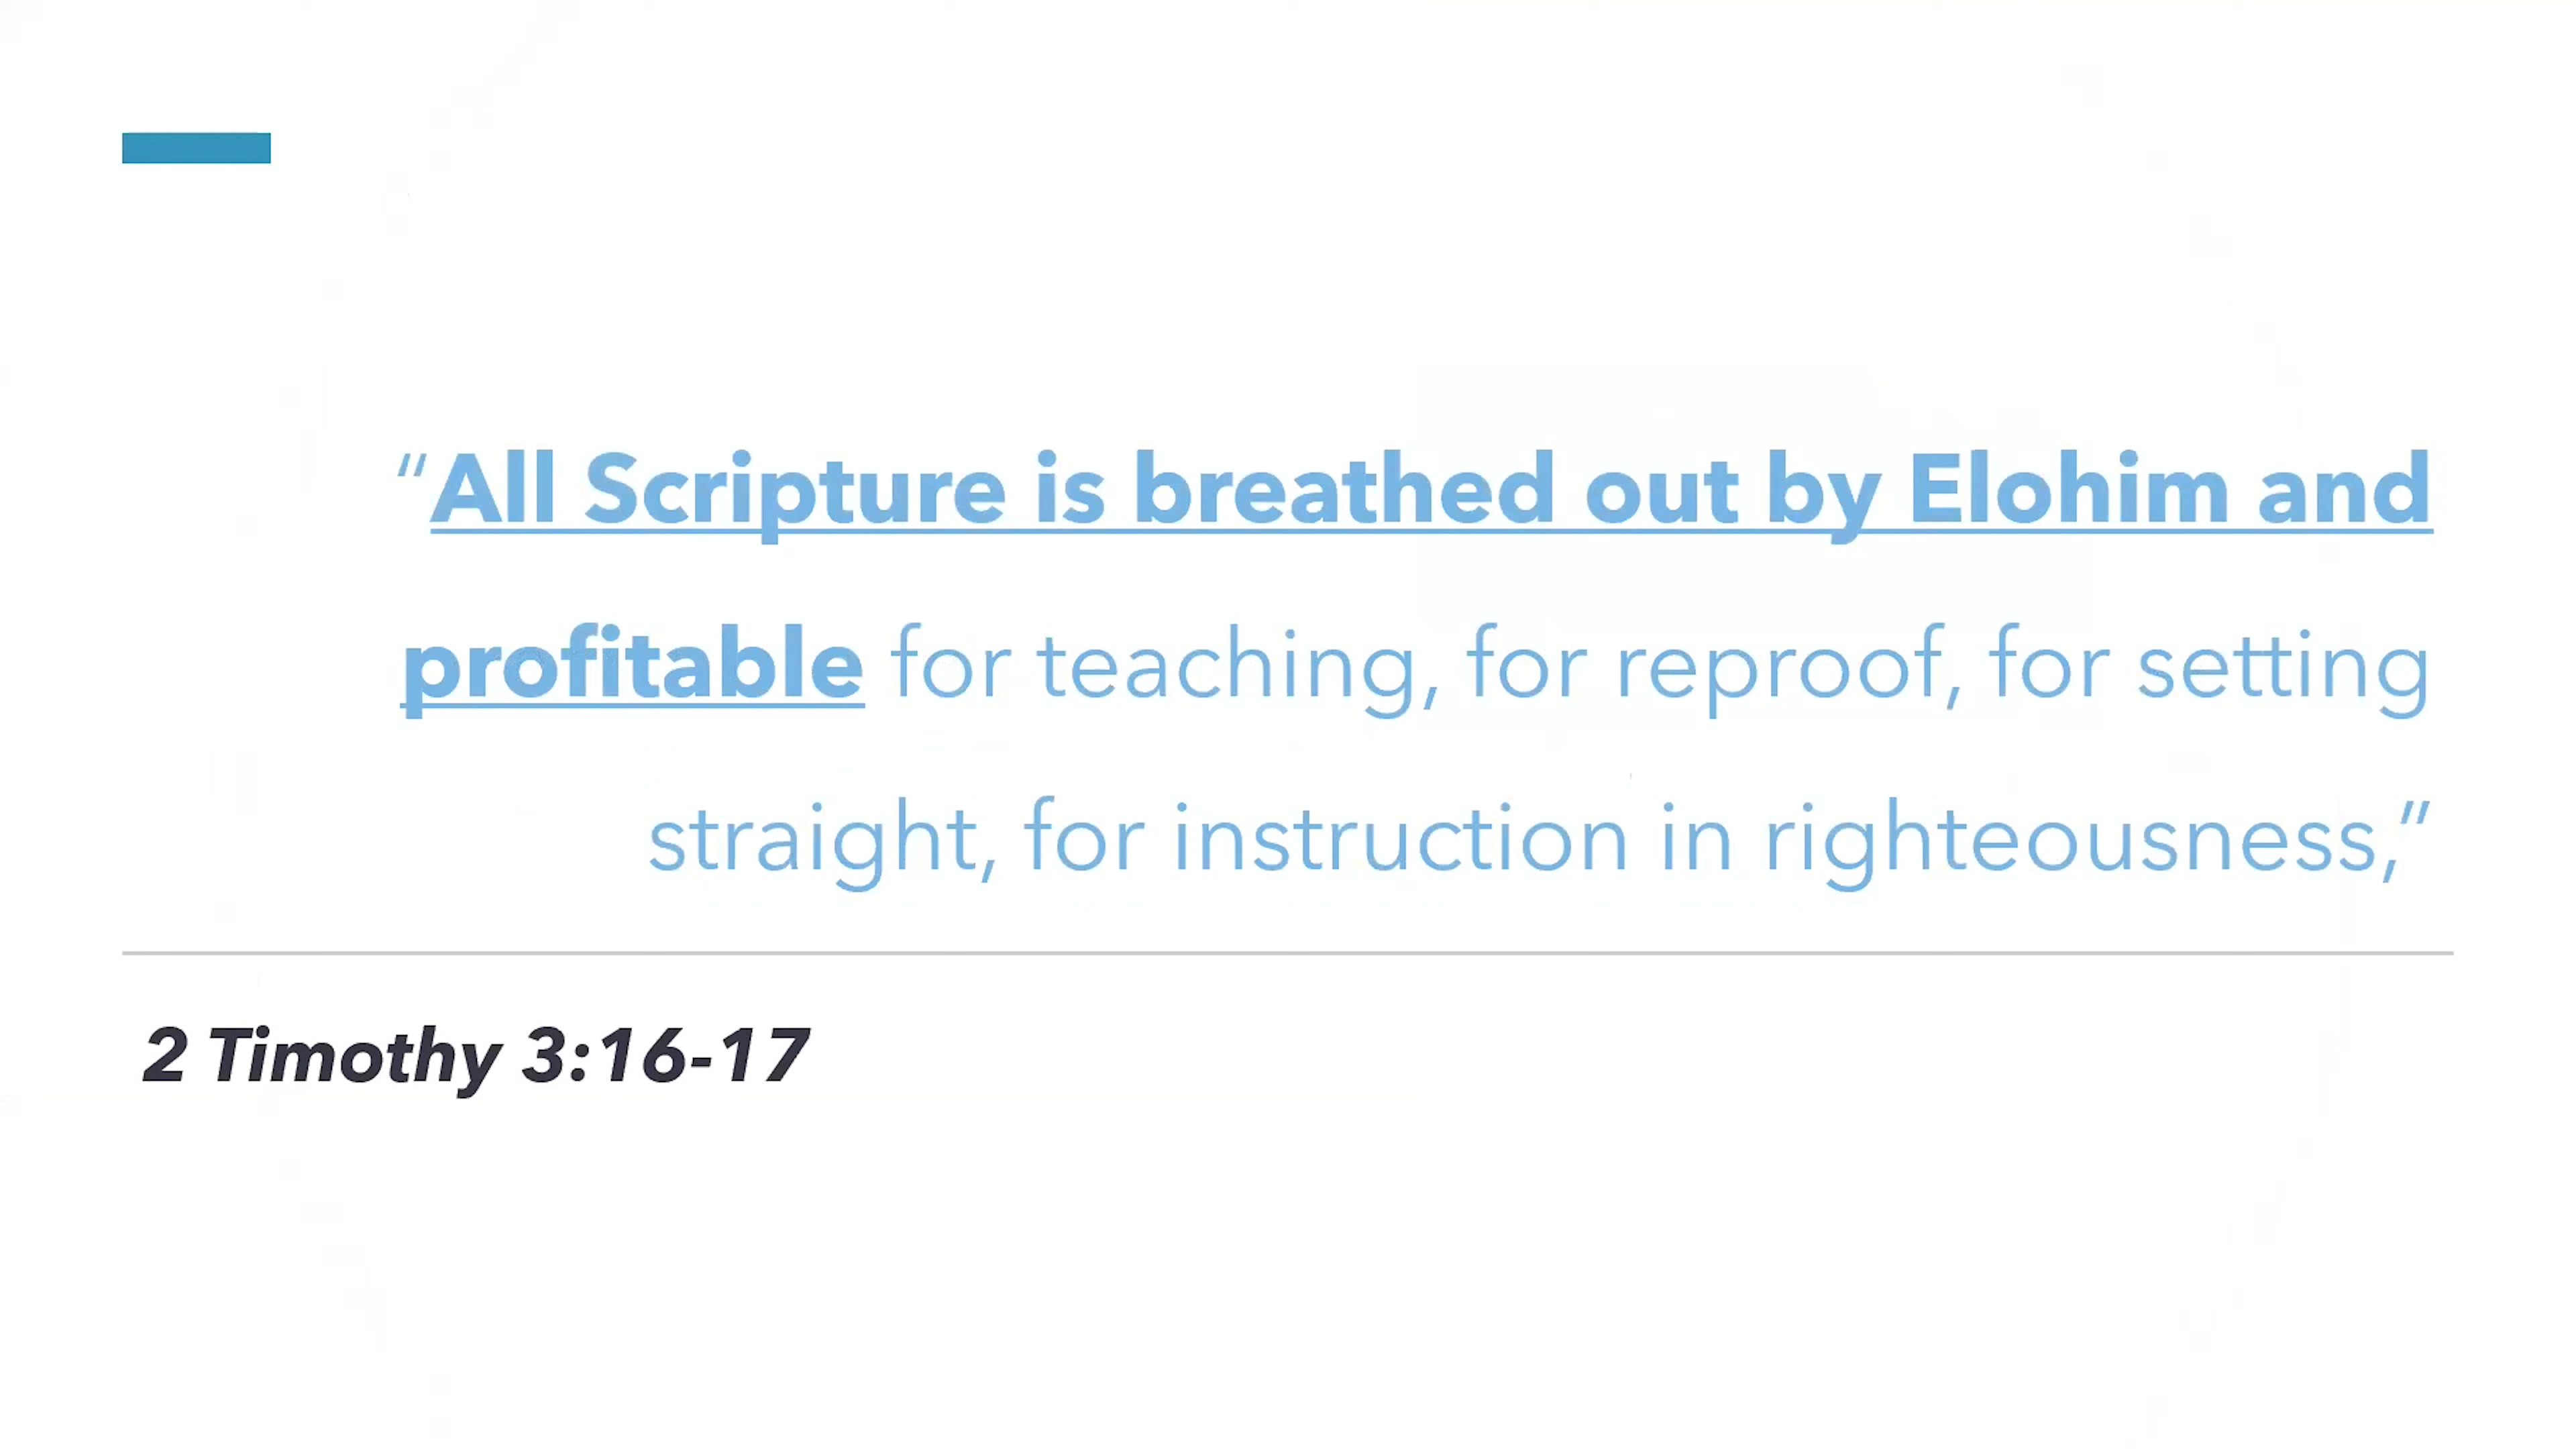 “All Scripture is breathed out by Elohim and
profitable for teaching, for reproof, for setting
straight, for instruction in righteousness,”
2 Timothy 3:16-17